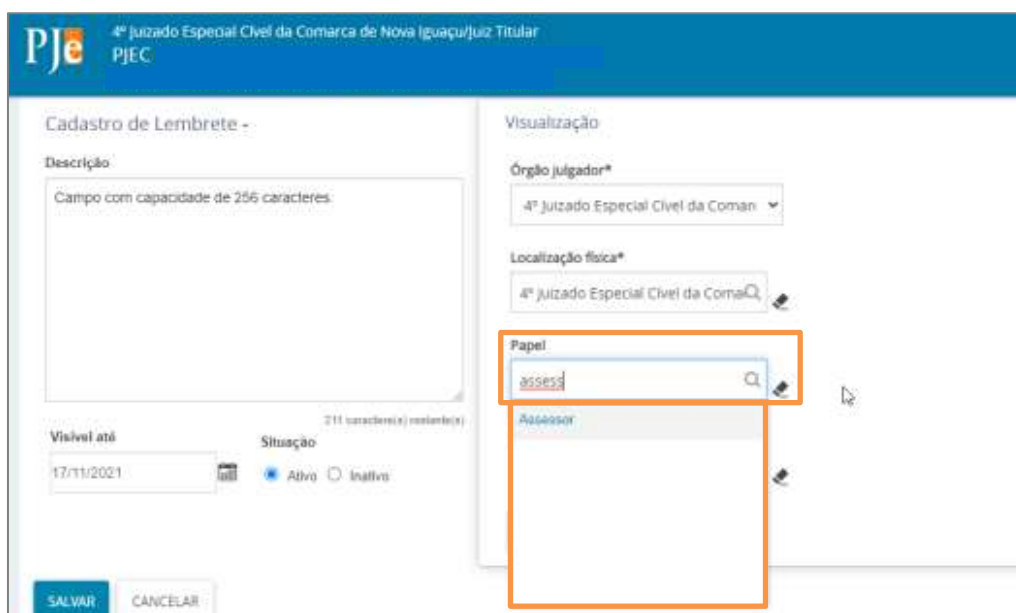 PJe
4º Juizado Especial Cível da Comarca de Nova Iguaçu/Juiz Titular
PJEC
Cadastro de Lembrete -
Descrição
Campo com capacidade de 256 caracteres.
211 caractere(s) restante(s)
Visível até
17/11/2021
Situação
Ativo Inativo
SALVAR CANCELAR
Visualização
Órgão julgador*
4º Juizado Especial Cível da Comarc
Localização física*
4º Juizado Especial Cível da Comar
Papel
assess
Assessor